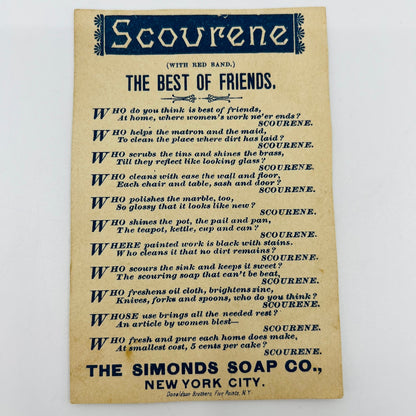 Scourene
(WITH RED BAND.)
THE BEST OF FRIENDS.
WHO do you think is best of friends,
At home, where women's work ne'er ends?
SCOURENE.
WHO helps the matron and the maid,
To clean the place where dirt has laid?
SCOURENE.
WHO scrubs the tins and shines the brass,
Till they reflect like looking glass?
SCOURENE.
WHO cleans with ease the wall and floor,
Each chair and table, sash and door?
SCOURENE.
WHO polishes the marble, too,
So glossy that it looks like new?
SCOURENE.
WHO shines the pot, the pail and pan,
The teapot, kettle, cup and can?
SCOURENE.
WHERE painted work is black with stains.
Who cleans it that no dirt remains?
SCOURENE.
WHO scours the sink and keeps it sweet?
The scouring soap that can't be beat,
SCOURENE.
WHO freshens oil cloth, brightens zinc,
Knives, forks and spoons, who do you think?
SCOURENE.
WHOSE use brings all the needed rest?
An article by women blest—
SCOURENE.
WHO fresh and pure each home does make,
At smallest cost, 5 cents per cake?
SCOURENE.
THE SIMONDS SOAP CO.,
NEW YORK CITY.
Donaldson Brothers, Five Points, N.Y.